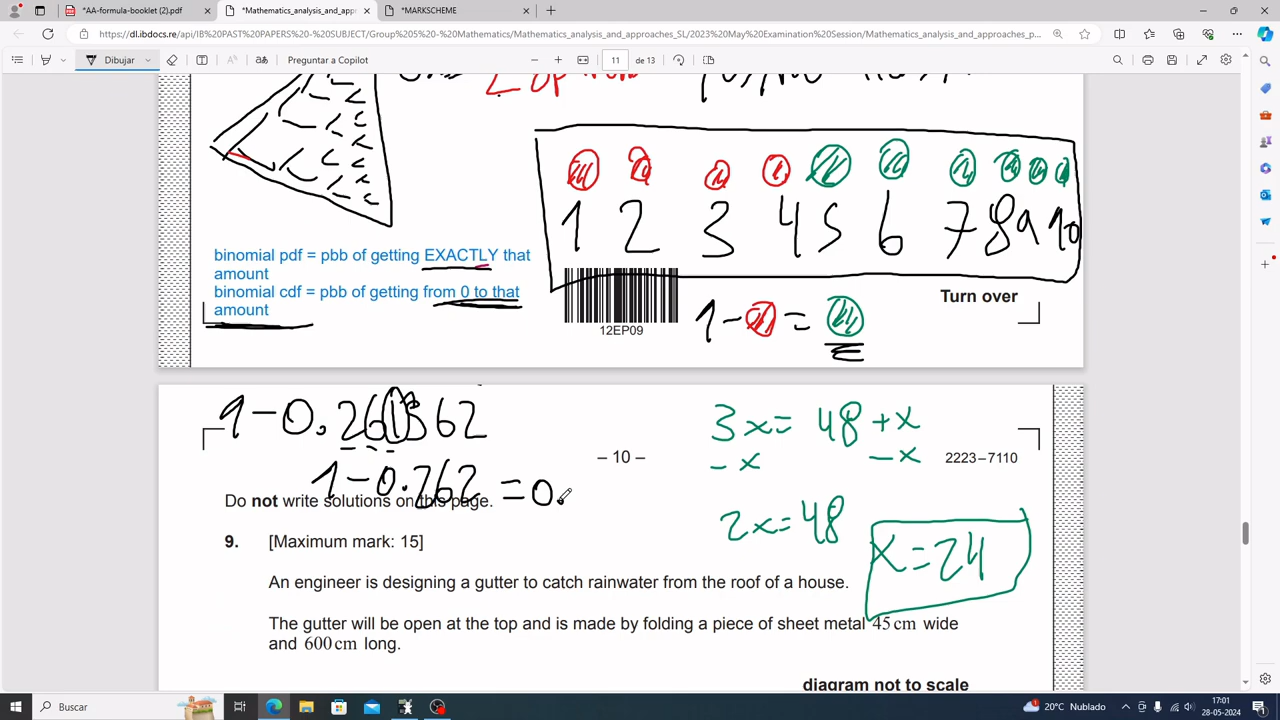 *AA-formula-booklet (2).pdf
*Mathematics_analysis_and_appro
*MARKSCHEME
https://dl.ibdocs.re/api/IB%20PAST%20PAPERS%20-%20SUBJECT/Group%205%20-%20Mathematics/Mathematics_analysis_and_approaches_SL/2023%20May%20Examination%20Session/Mathematics_analysis_and_approaches_p...
Dibujar
Preguntar a Copilot
11
de 13
2
1 2 3 4 5 6 7 8 9 10
binomial pdf = pbb of getting EXACTLY that
amount
binomial cdf = pbb of getting from 0 to that
amount
Turn over
12EP09
1 - =
1-0.
62
3x = 48 + x
– 10 –
- x - x
2223–7110
1-0.262 = 0.
Do not write solutions on this page.
2x = 48
9. [Maximum mark: 15]
x = 24
An engineer is designing a gutter to catch rainwater from the roof of a house.
The gutter will be open at the top and is made by folding a piece of sheet metal 45 cm wide
and 600 cm long.
diagram not to scale
Buscar
20°C Nublado
17:01
28-05-2024